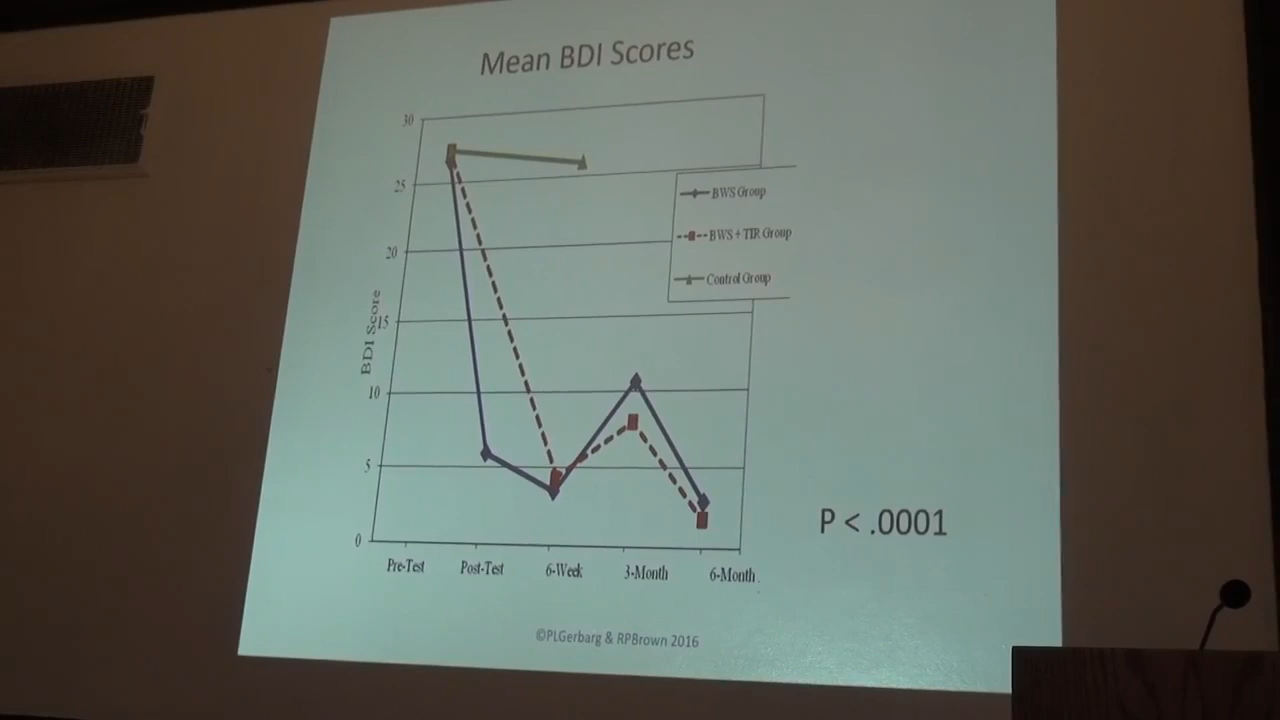 Mean BDI Scores
30
25
20
15
10
5
0
BDI Score
BWS Group
BWS + TIR Group
Control Group
P < .0001
Pre-Test Post-Test 6-Week 3-Month 6-Month
©PLGerbarg & RPBrown 2016